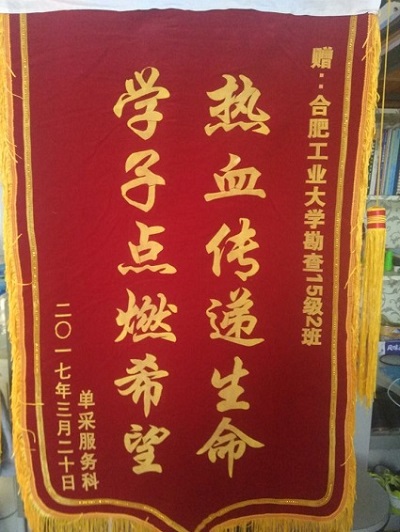 赠:合肥工业大学勘查15级2班
热血传递生命
学子点燃希望
单采服务科
二〇一七年三月二十日